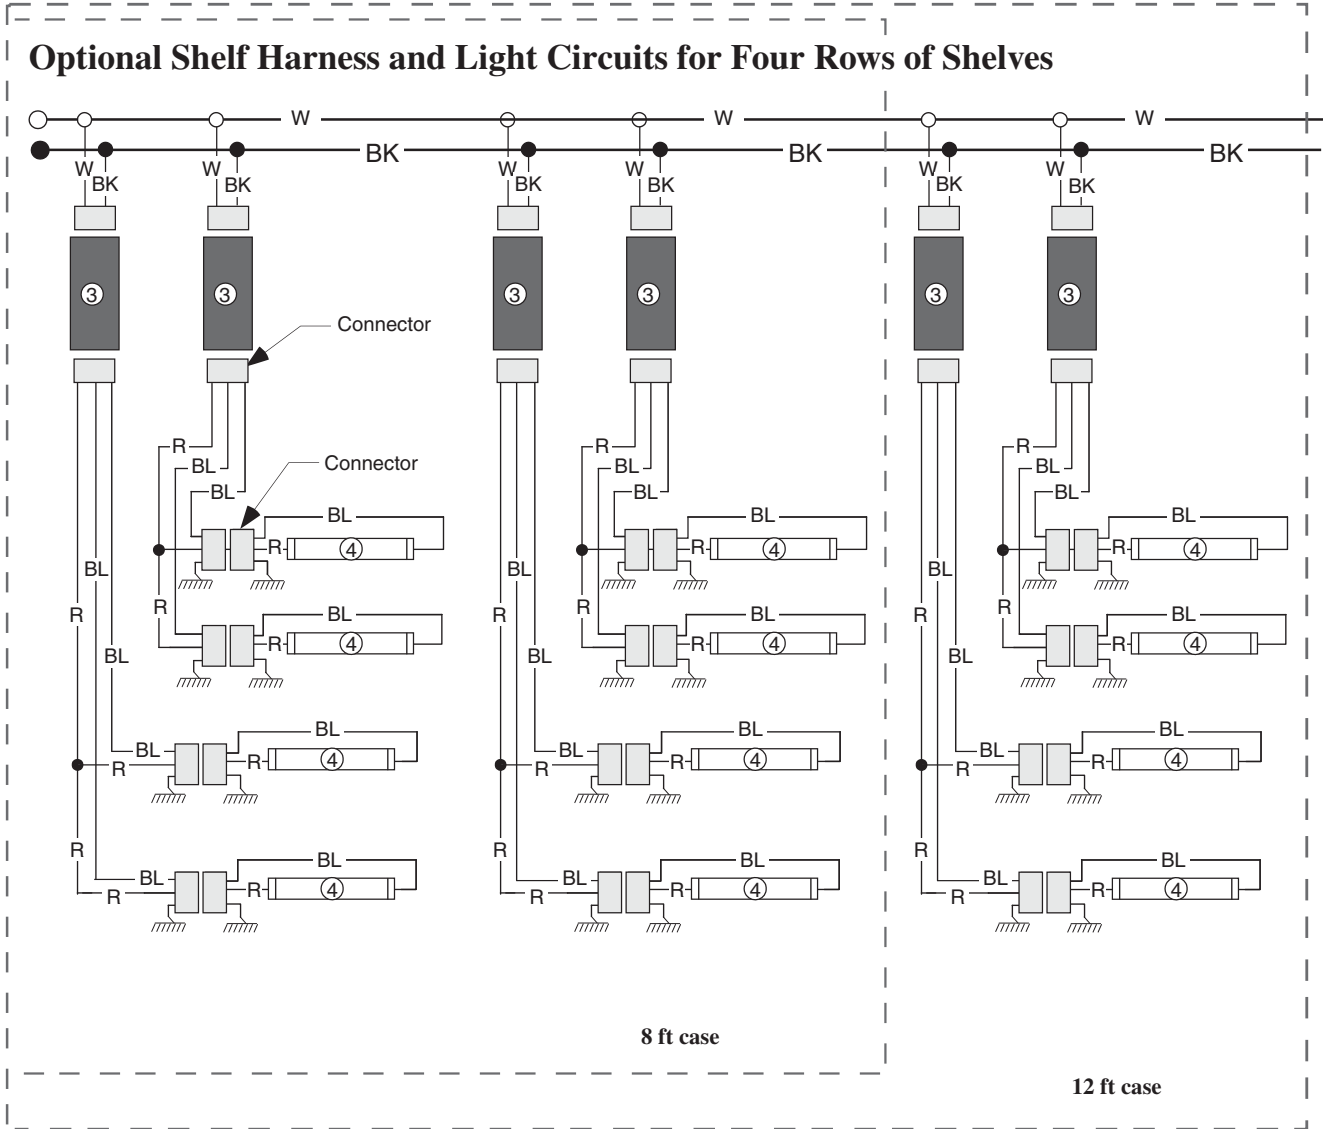 Optional Shelf Harness and Light Circuits for Four Rows of Shelves
W W W
BK BK BK
W W W W W W
BK BK BK BK BK BK
3 3 3 3 3 3
Connector
R R R
BL BL BL
Connector
BL BL BL
BL BL BL
R 4 R 4 R 4
BL BL BL
R R R R R R
BL BL BL
R 4 R 4 R 4
BL BL BL
BL BL BL
BL BL BL
R R 4 R R 4 R R 4
R R R
BL BL BL
BL BL BL
R R 4 R R 4 R R 4
8 ft case
12 ft case